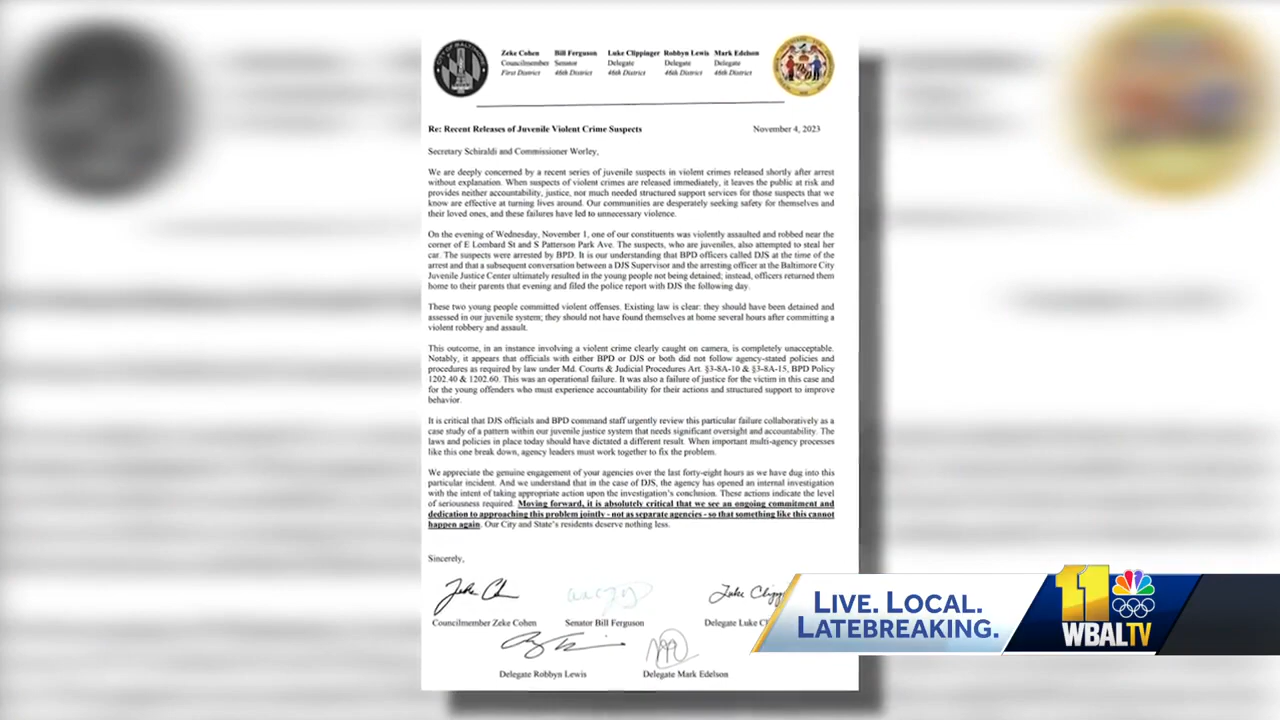 Zeke Cohen Bill Ferguson Luke Clippinger Robbyn Lewis Mark Edelson
Councilmember Senator Delegate Delegate Delegate
First District 46th District 46th District 46th District 46th District
Re: Recent Releases of Juvenile Violent Crime Suspects November 4, 2023
Secretary Schiraldi and Commissioner Worley,
We are deeply concerned by a recent series of juvenile suspects in violent crimes released shortly after arrest
without explanation. When suspects of violent crimes are released immediately, it leaves the public at risk and
provides neither accountability, justice, nor much needed structured support services for those suspects that we
know are effective at turning lives around. Our communities are desperately seeking safety for themselves and
their loved ones, and these failures have led to unnecessary violence.
On the evening of Wednesday, November 1, one of our constituents was violently assaulted and robbed near the
corner of E Lombard St and S Patterson Park Ave. The suspects, who are juveniles, also attempted to steal her
car. The suspects were arrested by BPD. It is our understanding that BPD officers called DJS at the time of the
arrest and that a subsequent conversation between a DJS Supervisor and the arresting officer at the Baltimore City
Juvenile Justice Center ultimately resulted in the young people not being detained; instead, officers returned them
home to their parents that evening and filed the police report with DJS the following day.
These two young people committed violent offenses. Existing law is clear: they should have been detained and
assessed in our juvenile system; they should not have found themselves at home several hours after committing a
violent robbery and assault.
This outcome, in an instance involving a violent crime clearly caught on camera, is completely unacceptable.
Notably, it appears that officials with either BPD or DJS or both did not follow agency-stated policies and
procedures as required by law under Md. Courts & Judicial Procedures Art. §3-8A-10 & §3-8A-15, BPD Policy
1202.40 & 1202.60. This was an operational failure. It was also a failure of justice for the victim in this case and
for the young offenders who must experience accountability for their actions and structured support to improve
behavior.
It is critical that DJS officials and BPD command staff urgently review this particular failure collaboratively as a
case study of a pattern within our juvenile justice system that needs significant oversight and accountability. The
laws and policies in place today should have dictated a different result. When important multi-agency processes
like this one break down, agency leaders must work together to fix the problem.
We appreciate the genuine engagement of your agencies over the last forty-eight hours as we have dug into this
particular incident. And we understand that in the case of DJS, the agency has opened an internal investigation
with the intent of taking appropriate action upon the investigation's conclusion. These actions indicate the level
of seriousness required. Moving forward, it is absolutely critical that we see an ongoing commitment and
dedication to approaching this problem jointly - not as separate agencies - so that something like this cannot
happen again. Our City and State's residents deserve nothing less.
Sincerely,
Councilmember Zeke Cohen Senator Bill Ferguson Delegate Luke
Delegate Robbyn Lewis Delegate Mark Edelson
LIVE. LOCAL.
LATEBREAKING.
11
WBALTV